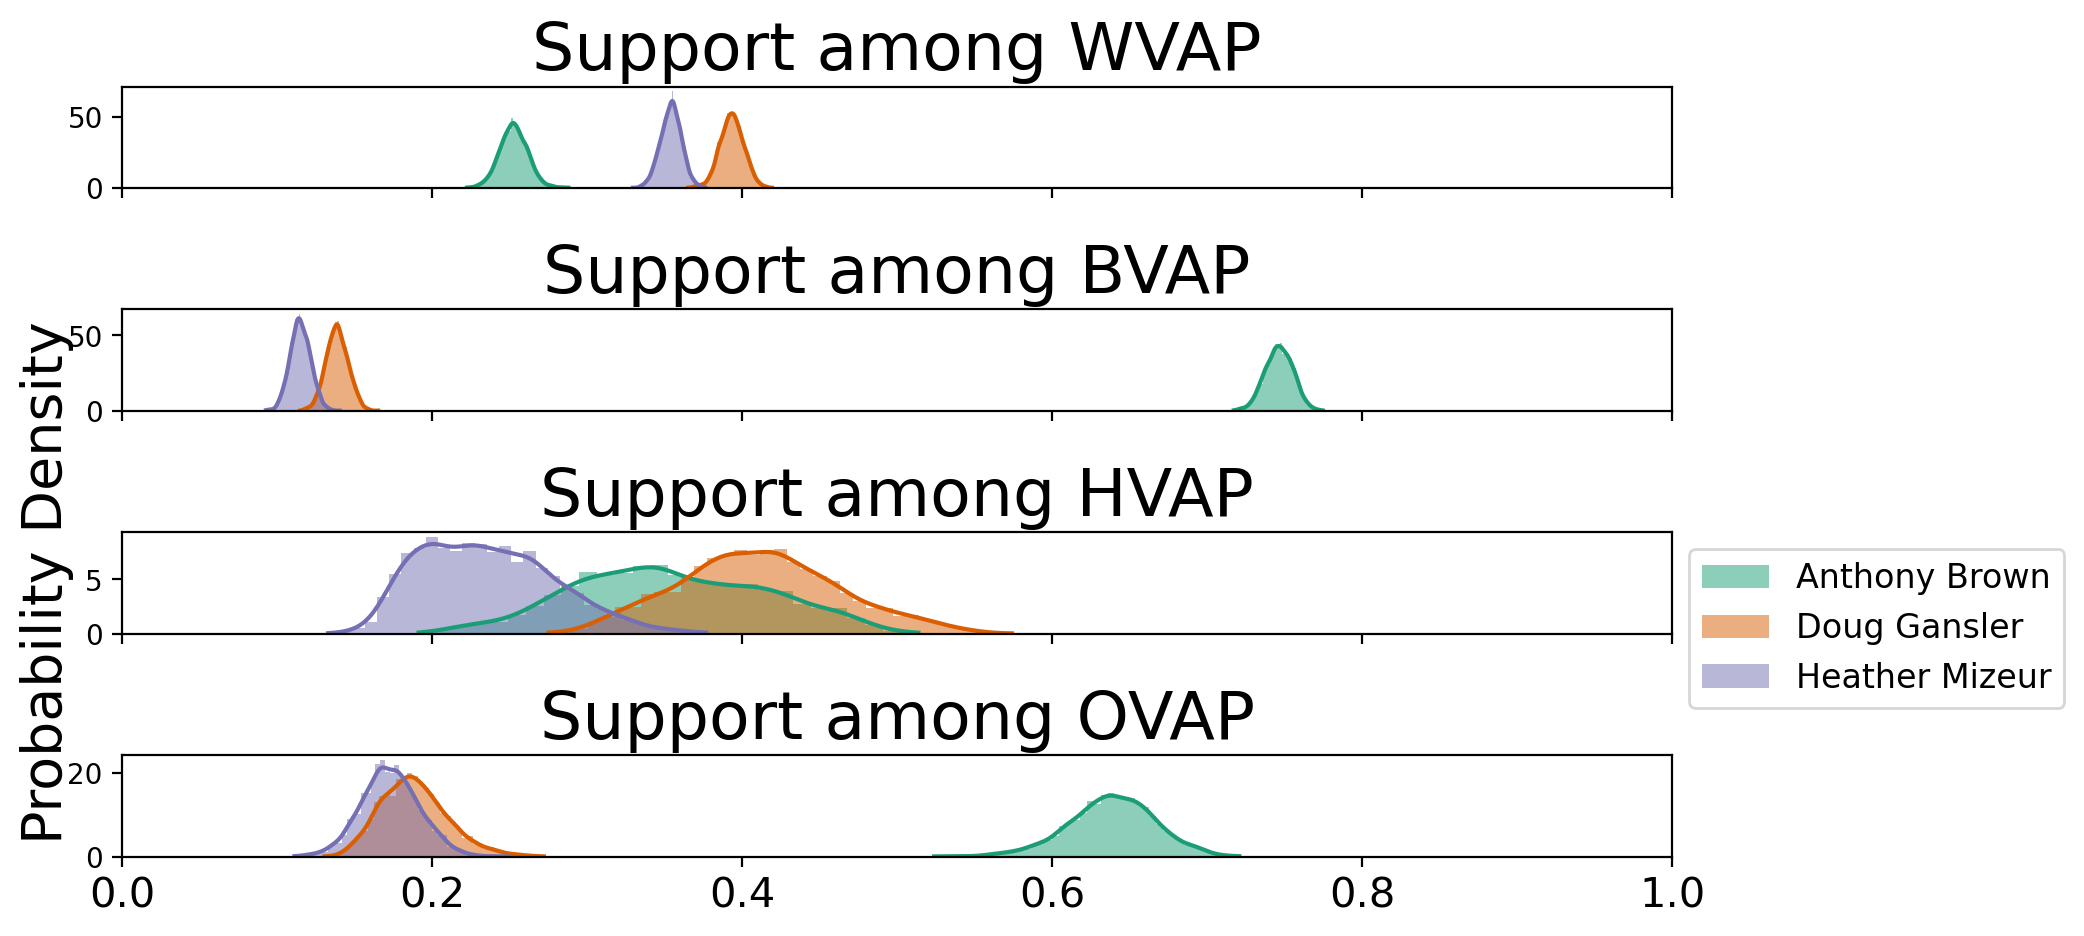 Support among WVAP
50
0
Support among BVAP
50
0
Support among HVAP
5
0
Support among OVAP
20
0
0.0 0.2 0.4 0.6 0.8 1.0
Probability Density
Anthony Brown
Doug Gansler
Heather Mizeur